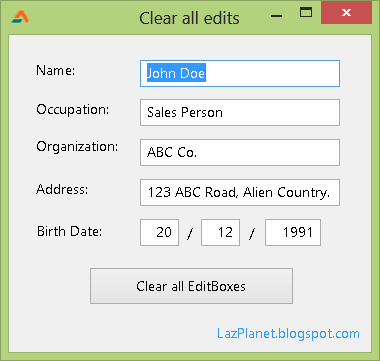 Clear all edits
Name: John Doe
Occupation: Sales Person
Organization: ABC Co.
Address: 123 ABC Road, Alien Country.
Birth Date: 20 / 12 / 1991
Clear all EditBoxes
LazPlanet.blogspot.com